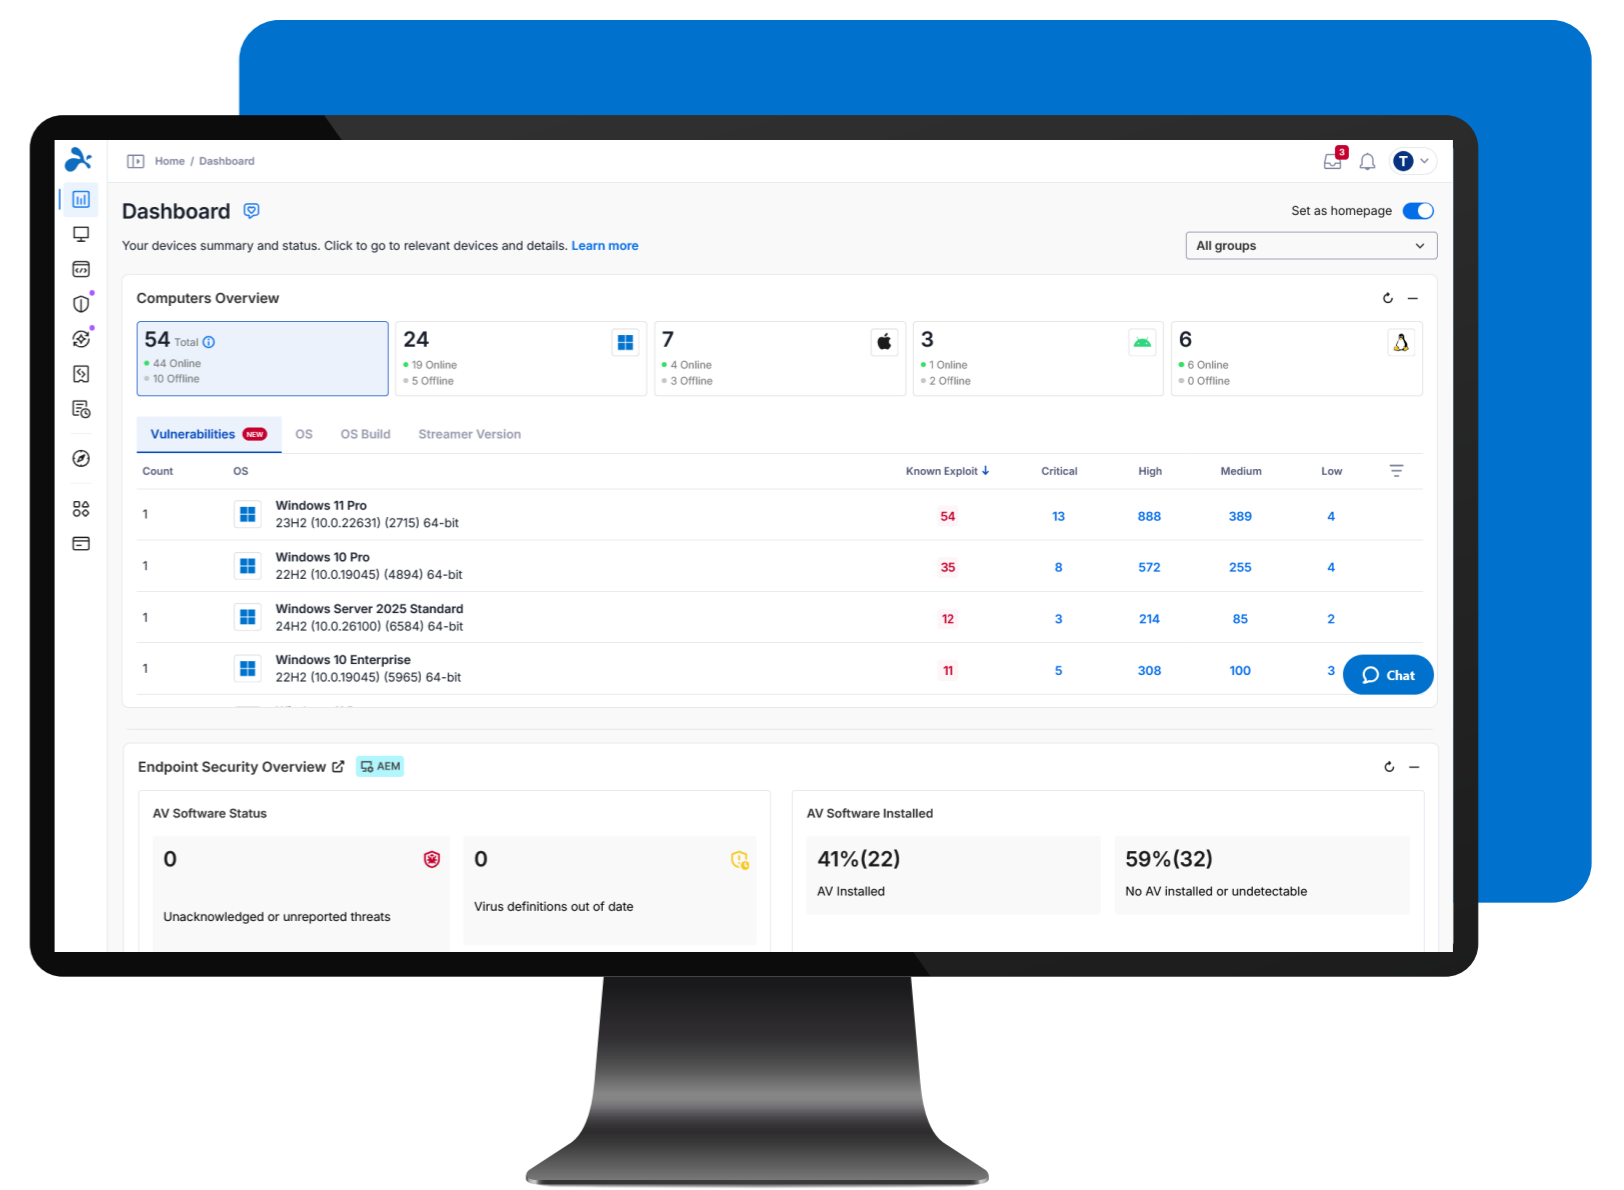 Home / Dashboard
3
T
Dashboard
Set as homepage
Your devices summary and status. Click to go to relevant devices and details. Learn more
All groups
Computers Overview
54 Total
44 Online
10 Offline
24
19 Online
5 Offline
7
4 Online
3 Offline
3
1 Online
2 Offline
6
6 Online
0 Offline
Vulnerabilities NEW OS OS Build Streamer Version
Count OS Known Exploit Critical High Medium Low
1 Windows 11 Pro
23H2 (10.0.22631) (2715) 64-bit
54 13 888 389 4
1 Windows 10 Pro
22H2 (10.0.19045) (4894) 64-bit
35 8 572 255 4
1 Windows Server 2025 Standard
24H2 (10.0.26100) (6584) 64-bit
12 3 214 85 2
1 Windows 10 Enterprise
22H2 (10.0.19045) (5965) 64-bit
11 5 308 100 3
Chat
Endpoint Security Overview AEM
AV Software Status
0
Unacknowledged or unreported threats
0
Virus definitions out of date
AV Software Installed
41%(22)
AV Installed
59%(32)
No AV installed or undetectable